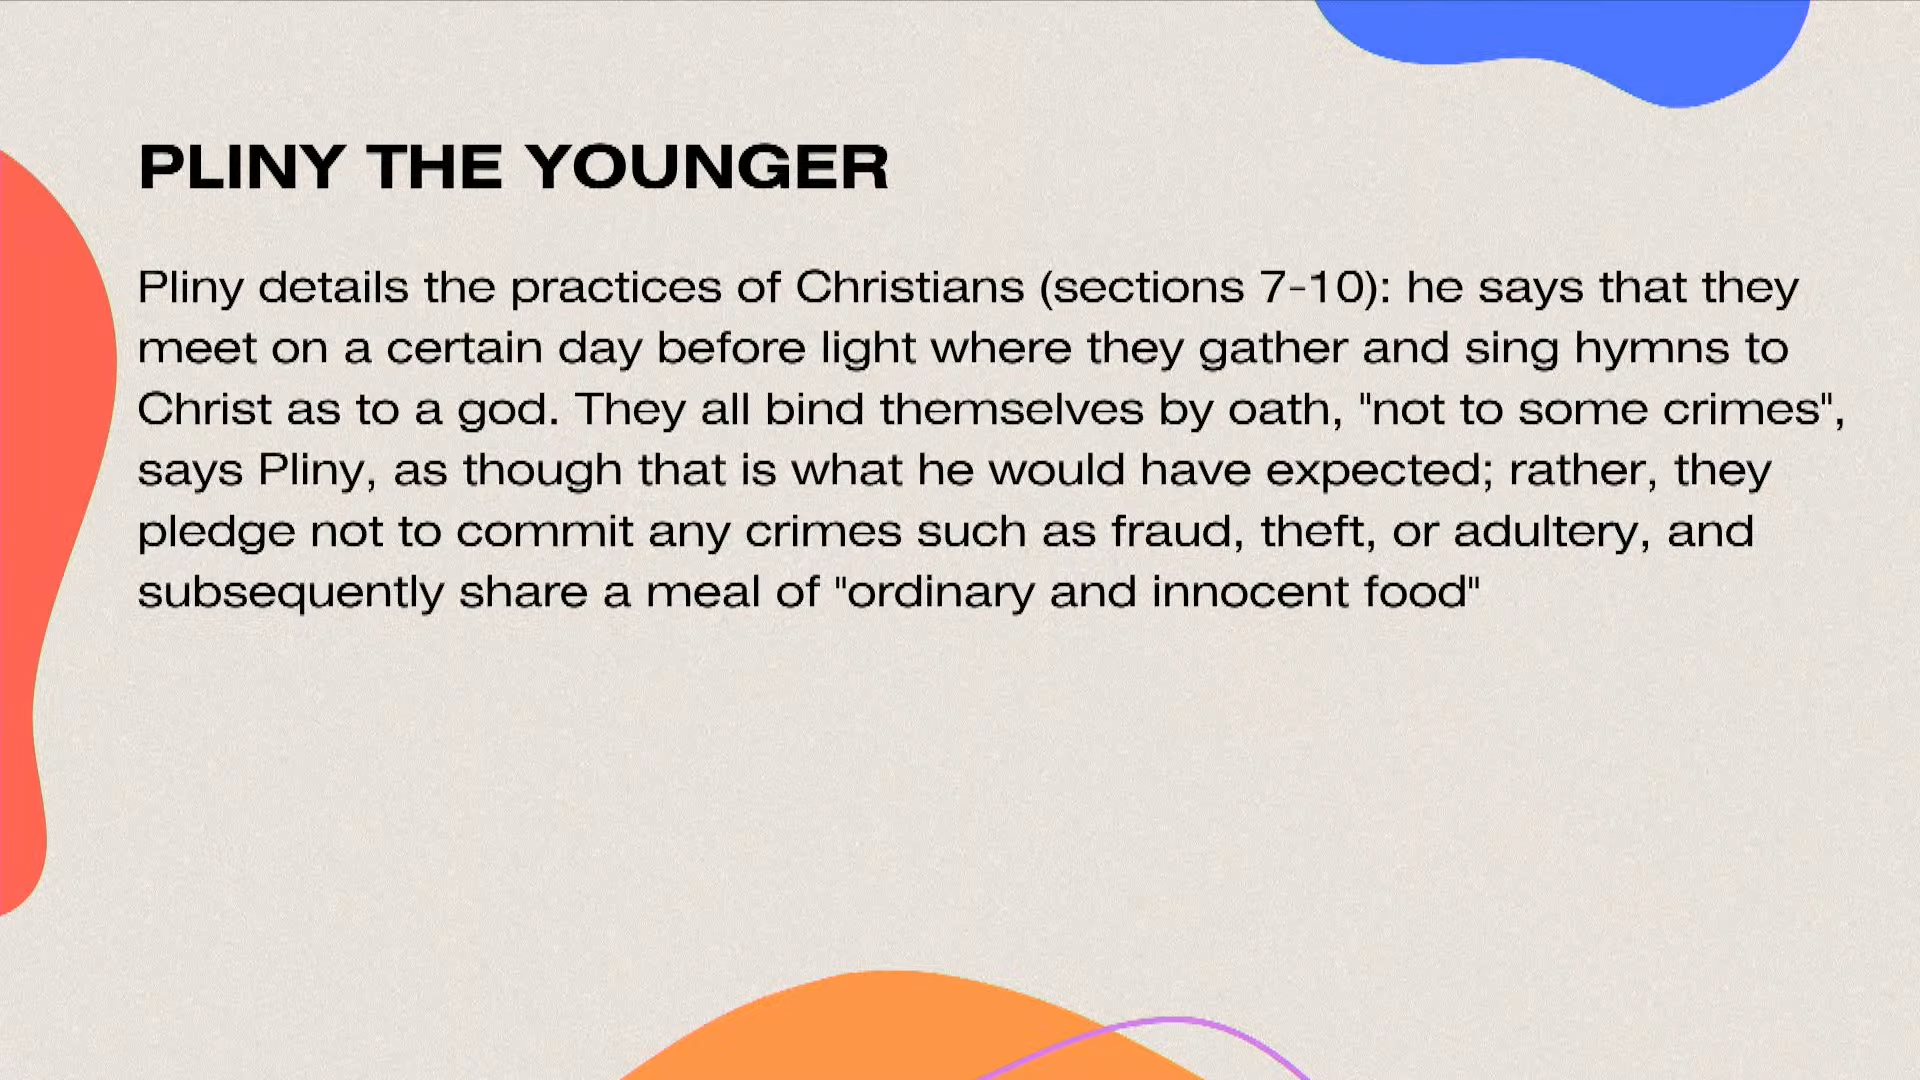 PLINY THE YOUNGER
Pliny details the practices of Christians (sections 7-10): he says that they
meet on a certain day before light where they gather and sing hymns to
Christ as to a god. They all bind themselves by oath, "not to some crimes",
says Pliny, as though that is what he would have expected; rather, they
pledge not to commit any crimes such as fraud, theft, or adultery, and
subsequently share a meal of "ordinary and innocent food"